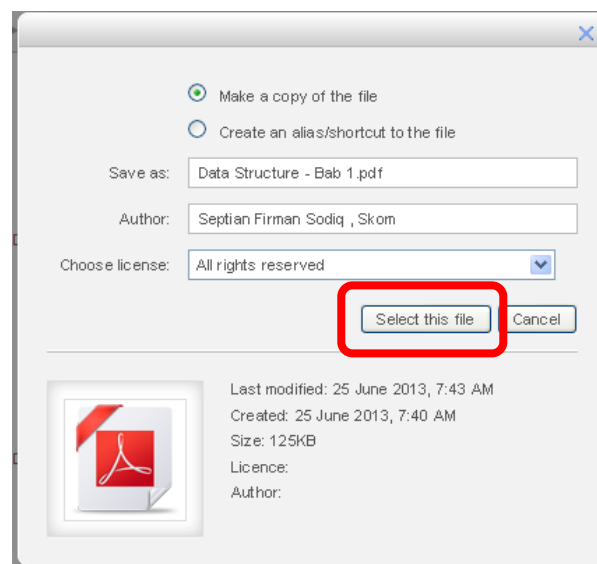 Make a copy of the file
Create an alias/shortcut to the file
Save as: Data Structure - Bab 1.pdf
Author: Septian Firman Sodiq , Skom
Choose license: All rights reserved
Select this file Cancel
Last modified: 25 June 2013, 7:43 AM
Created: 25 June 2013, 7:40 AM
Size: 125KB
Licence:
Author: